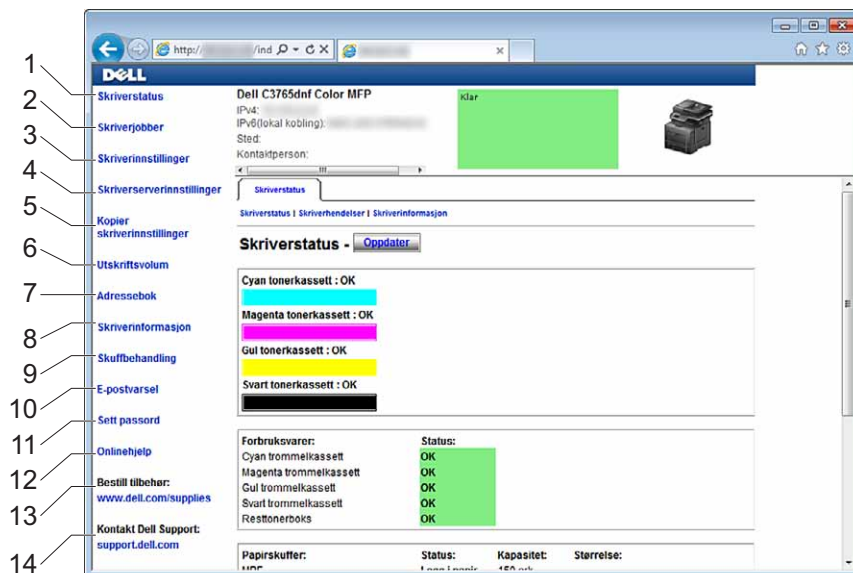 http:/
/ind
DELL
1
Skriverstatus
2
Skriverjobber
3
Skriverinnstillinger
4
Skriverserverinnstillinger
5
Kopier
skriverinnstillinger
6
Utskriftsvolum
7
Adressebok
8
Skriverinformasjon
9
Skuffbehandling
10
E-postvarsel
11
Sett passord
12
Onlinehjelp
13
Bestill tilbehør:
www.dell.com/supplies
14
Kontakt Dell Support:
support.dell.com
Dell C3765dnf Color MFP
IPv4:
IPv6(lokal kobling):
Sted:
Kontaktperson:
Klar
Skriverstatus
Skriverstatus | Skriverhendelser | Skriverinformasjon
Skriverstatus - Oppdater
Cyan tonerkassett : OK
Magenta tonerkassett : OK
Gul tonerkassett : OK
Svart tonerkassett : OK
Forbruksvarer: Status:
Cyan trommelkassett OK
Magenta trommelkassett OK
Gul trommelkassett OK
Svart trommelkassett OK
Resttonerboks OK
Papirskuffer: Status: Kapasitet: Størrelse: